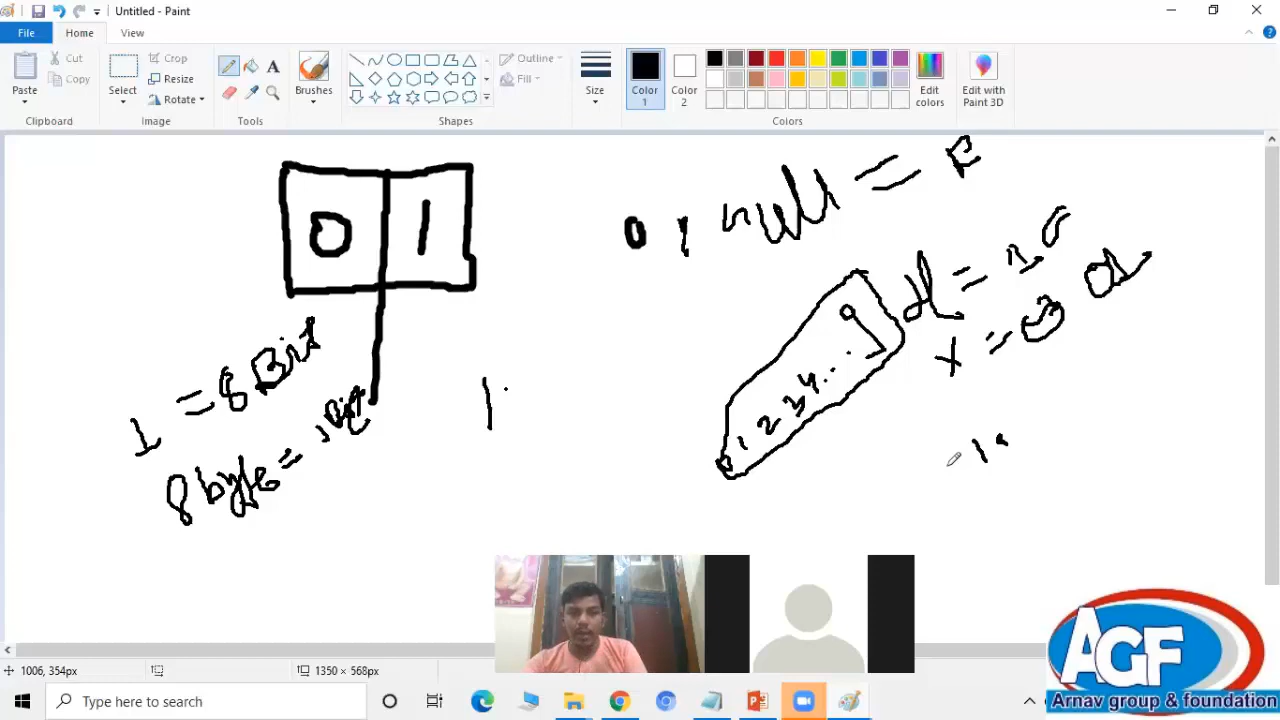 Untitled - Paint
File
Home
View
Paste
Cut
Copy
Clipboard
Select
Crop
Resize
Rotate
Image
A
Tools
Brushes
Shapes
Outline
Fill
Size
Color 1
Color 2
Edit colors
Edit with Paint 3D
Colors
0 1
0 1 null =
1 = 8 Bit
8 byte = 1 Bit
0 1 2 3 4 . . .
1006, 354px
1350 × 568px
Type here to search
AGF
Arnav group & foundation